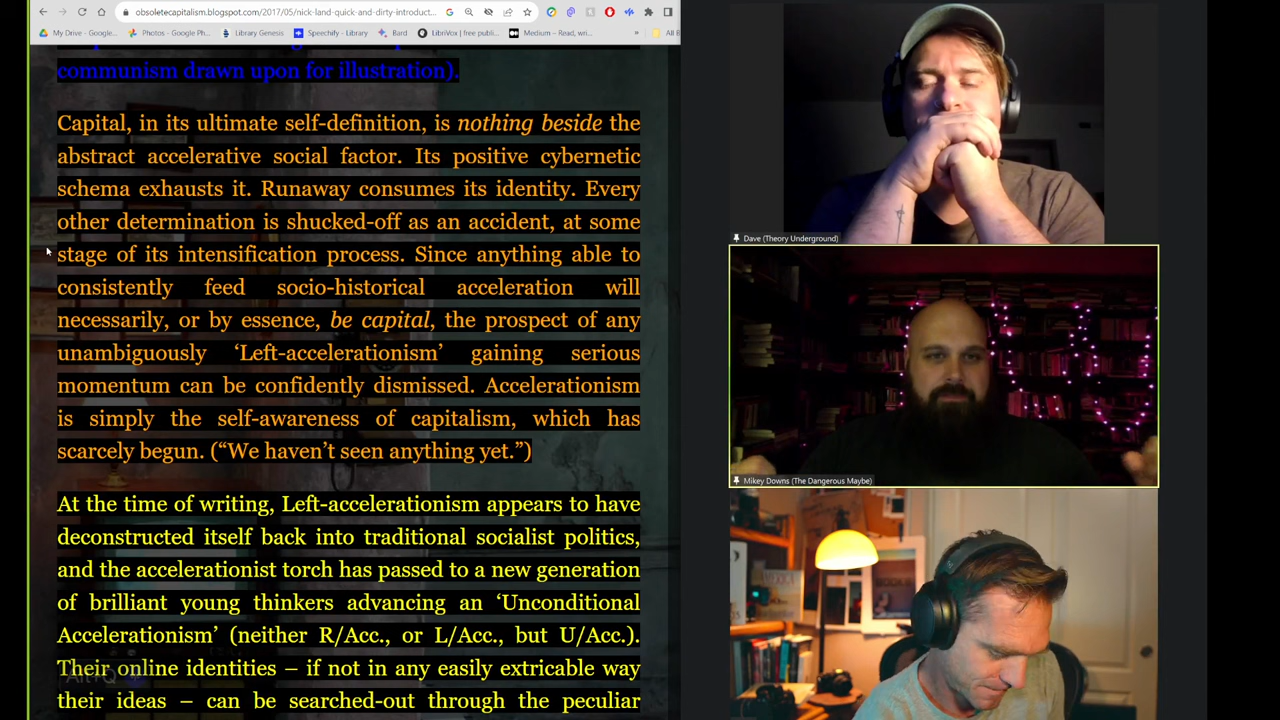 obsoletecapitalism.blogspot.com/2017/05/nick-land-quick-and-dirty-introduct...
My Drive - Google...
Photos - Google Ph...
Library Genesis
Speechify - Library
Bard
LibriVox | free publi...
Medium – Read, wri...
»
All B
communism drawn upon for illustration).
Capital, in its ultimate self-definition, is nothing beside the
abstract accelerative social factor. Its positive cybernetic
schema exhausts it. Runaway consumes its identity. Every
other determination is shucked-off as an accident, at some
stage of its intensification process. Since anything able to
consistently feed socio-historical acceleration will
necessarily, or by essence, be capital, the prospect of any
unambiguously ‘Left-accelerationism’ gaining serious
momentum can be confidently dismissed. Accelerationism
is simply the self-awareness of capitalism, which has
scarcely begun. (“We haven’t seen anything yet.”)
At the time of writing, Left-accelerationism appears to have
deconstructed itself back into traditional socialist politics,
and the accelerationist torch has passed to a new generation
of brilliant young thinkers advancing an ‘Unconditional
Accelerationism’ (neither R/Acc., or L/Acc., but U/Acc.).
Their online identities – if not in any easily extricable way
their ideas – can be searched-out through the peculiar
Alt+Q
Dave (Theory Underground)
Mikey Downs (The Dangerous Maybe)